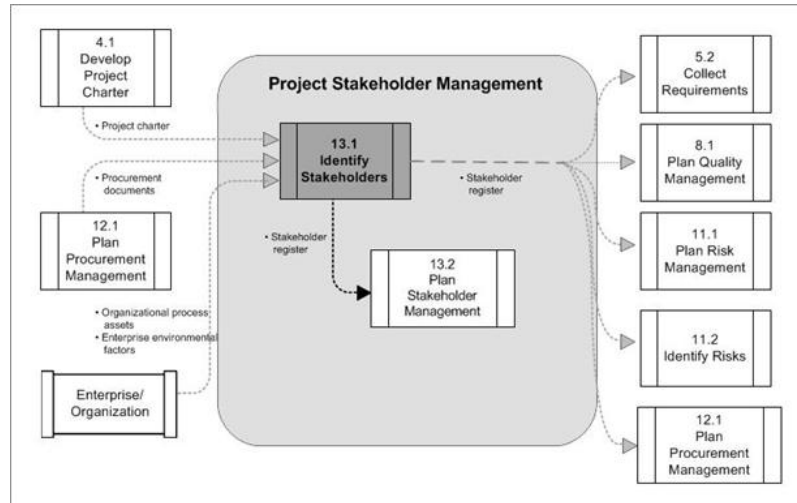 4.1
Develop
Project
Charter
• Project charter
• Procurement
documents
12.1
Plan
Procurement
Management
• Organizational process
assets
• Enterprise environmental
factors
Enterprise/
Organization
Project Stakeholder Management
13.1
Identify
Stakeholders
• Stakeholder
register
• Stakeholder
register
13.2
Plan
Stakeholder
Management
5.2
Collect
Requirements
8.1
Plan Quality
Management
11.1
Plan Risk
Management
11.2
Identify Risks
12.1
Plan
Procurement
Management